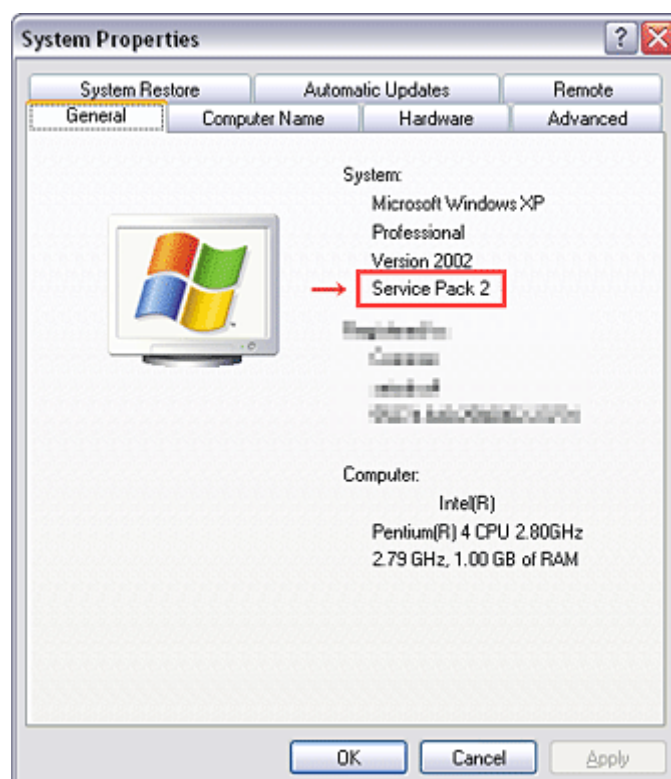 System Properties
System Restore Automatic Updates Remote
General Computer Name Hardware Advanced
System:
Microsoft Windows XP
Professional
Version 2002
Service Pack 2
Computer:
Intel(R)
Pentium(R) 4 CPU 2.80GHz
2.79 GHz, 1.00 GB of RAM
OK Cancel Apply